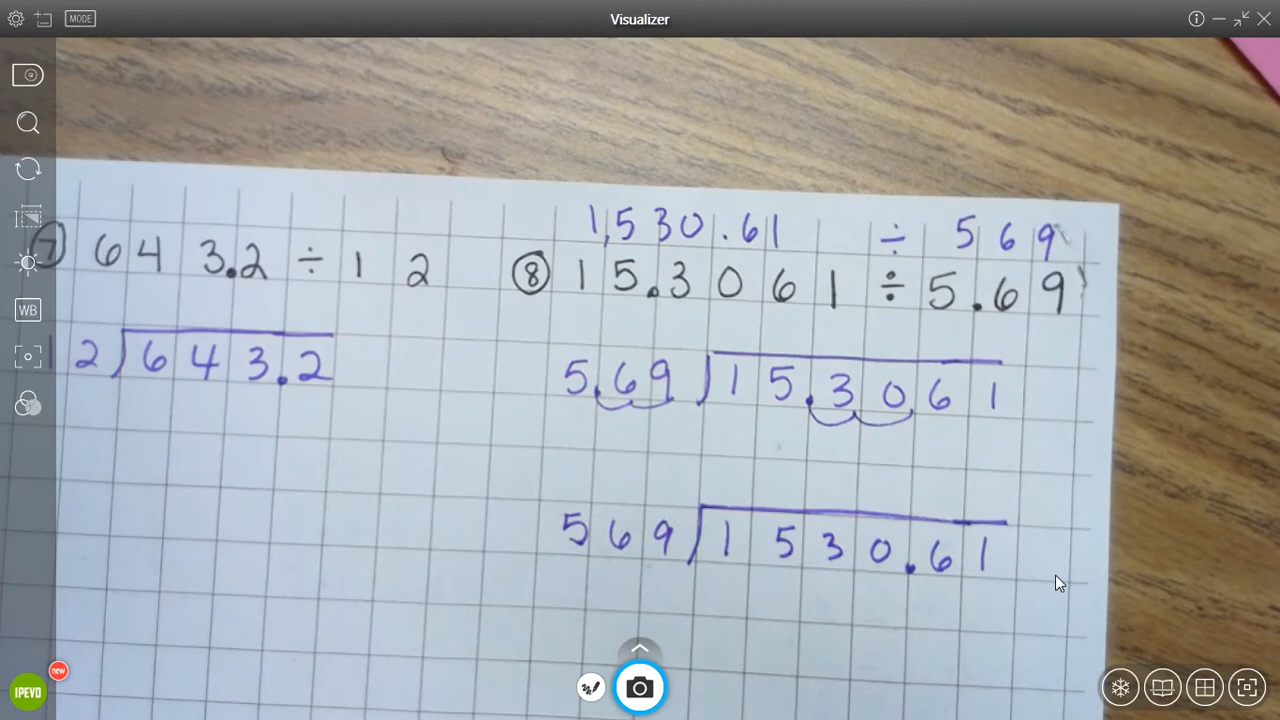 MODE
Visualizer
WB
1,530.61 ÷ 569
7 643.2 ÷ 12
8 15.3061 ÷ 5.69
12)643.2
5.69)15.3061
569)1530.61
new
IPEVO